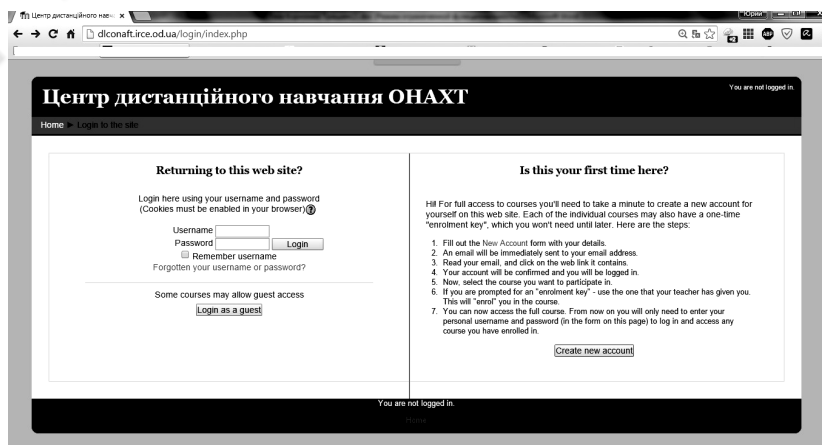 Центр дистанційного навча
Юрий
dlconaft.irce.od.ua/login/index.php
ABP
Центр дистанційного навчання ОНАХТ
You are not logged in.
Home ► Login to the site
Returning to this web site?
Login here using your username and password
(Cookies must be enabled in your browser)
Username
Password
Login
Remember username
Forgotten your username or password?
Some courses may allow guest access
Login as a guest
Is this your first time here?
Hi! For full access to courses you'll need to take a minute to create a new account for
yourself on this web site. Each of the individual courses may also have a one-time
"enrolment key", which you won't need until later. Here are the steps:
1. Fill out the New Account form with your details.
2. An email will be immediately sent to your email address.
3. Read your email, and click on the web link it contains.
4. Your account will be confirmed and you will be logged in.
5. Now, select the course you want to participate in.
6. If you are prompted for an "enrolment key" - use the one that your teacher has given you.
This will "enrol" you in the course.
7. You can now access the full course. From now on you will only need to enter your
personal username and password (in the form on this page) to log in and access any
course you have enrolled in.
Create new account
You are not logged in.
Home